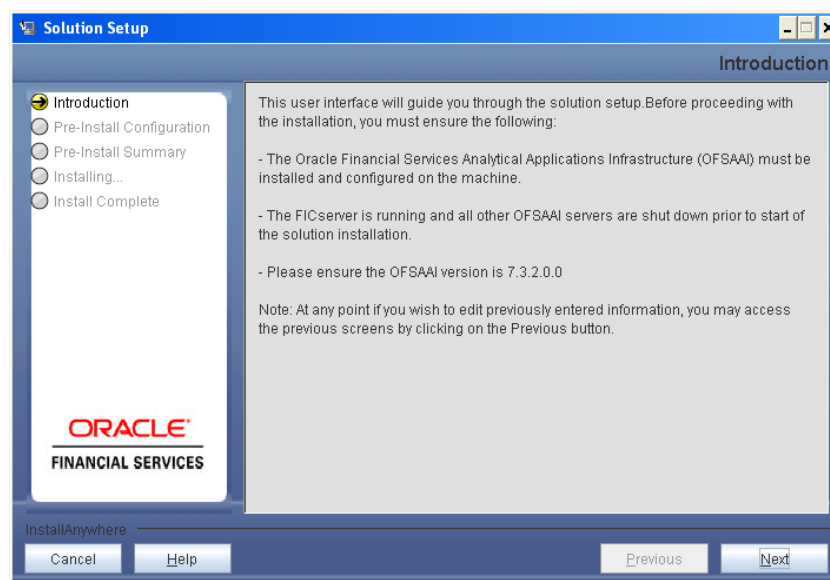 Solution Setup
Introduction
Introduction
Pre-Install Configuration
Pre-Install Summary
Installing...
Install Complete
ORACLE
FINANCIAL SERVICES
This user interface will guide you through the solution setup.Before proceeding with
the installation, you must ensure the following:
- The Oracle Financial Services Analytical Applications Infrastructure (OFSAAI) must be
installed and configured on the machine.
- The FICserver is running and all other OFSAAI servers are shut down prior to start of
the solution installation.
- Please ensure the OFSAAI version is 7.3.2.0.0
Note: At any point if you wish to edit previously entered information, you may access
the previous screens by clicking on the Previous button.
InstallAnywhere
Cancel
Help
Previous
Next